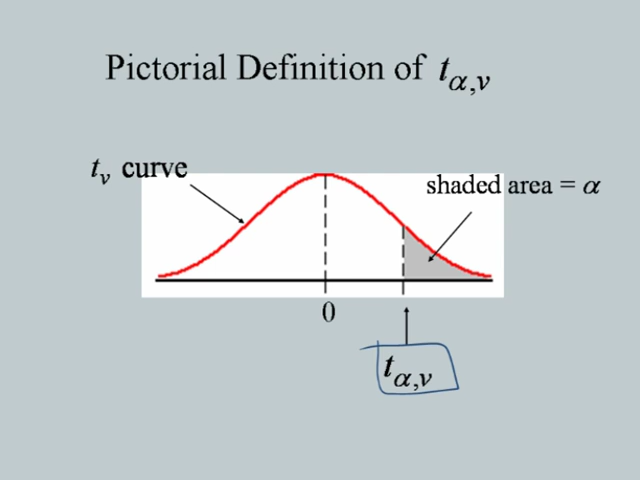 Pictorial Definition of tα,ν
tν curve
shaded area = α
0
tα,ν